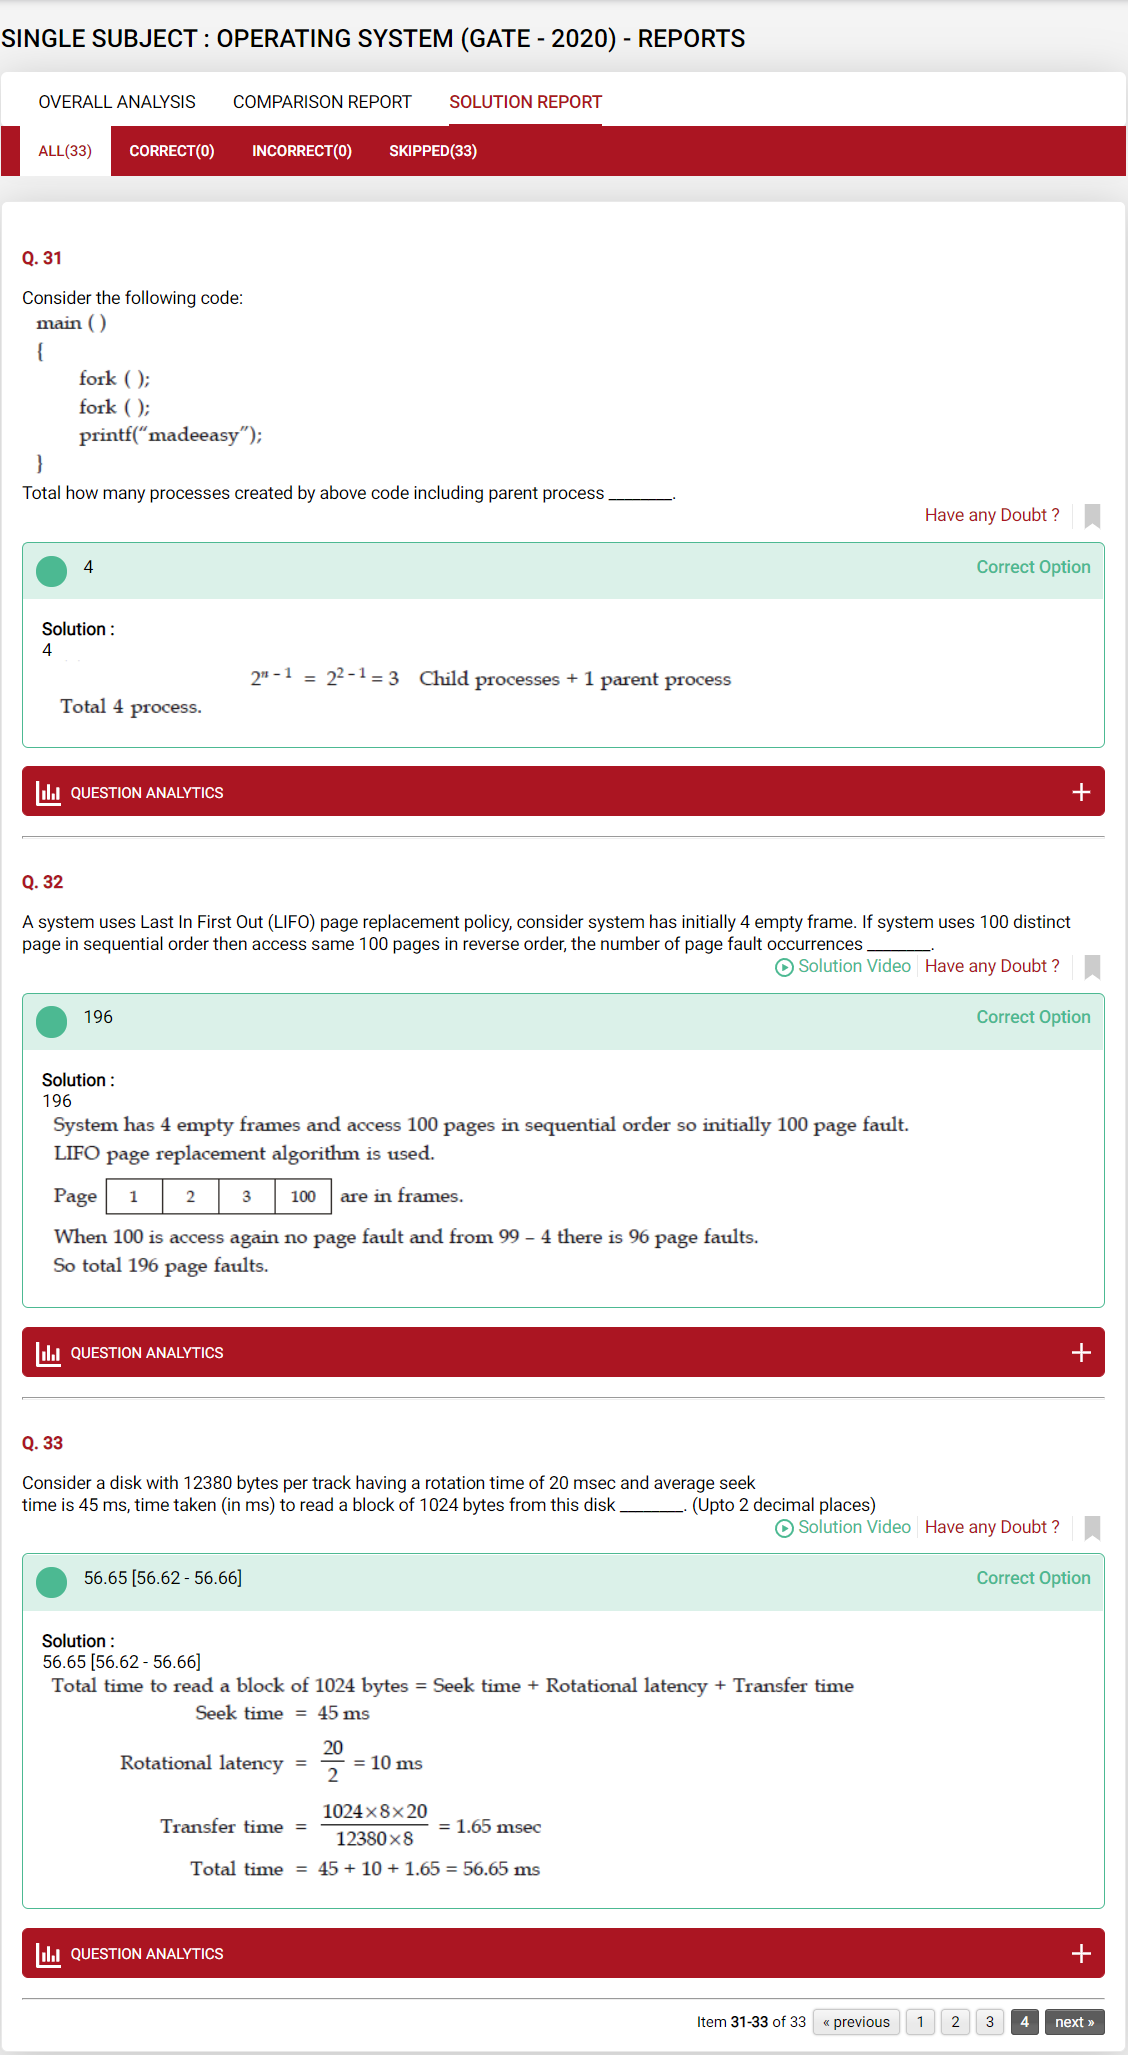 SINGLE SUBJECT : OPERATING SYSTEM (GATE - 2020) - REPORTS
OVERALL ANALYSIS COMPARISON REPORT SOLUTION REPORT
ALL(33) CORRECT(0) INCORRECT(0) SKIPPED(33)
Q. 31
Consider the following code:
main ( )
{
fork ( );
fork ( );
printf(“madeeasy”);
}
Total how many processes created by above code including parent process ________.
Have any Doubt ?
4 Correct Option
Solution :
4
2ⁿ⁻¹ = 2²⁻¹ = 3 Child processes + 1 parent process
Total 4 process.
QUESTION ANALYTICS +
Q. 32
A system uses Last In First Out (LIFO) page replacement policy, consider system has initially 4 empty frame. If system uses 100 distinct
page in sequential order then access same 100 pages in reverse order, the number of page fault occurrences ________.
Solution Video Have any Doubt ?
196 Correct Option
Solution :
196
System has 4 empty frames and access 100 pages in sequential order so initially 100 page fault.
LIFO page replacement algorithm is used.
Page 1 2 3 100 are in frames.
When 100 is access again no page fault and from 99 – 4 there is 96 page faults.
So total 196 page faults.
QUESTION ANALYTICS +
Q. 33
Consider a disk with 12380 bytes per track having a rotation time of 20 msec and average seek
time is 45 ms, time taken (in ms) to read a block of 1024 bytes from this disk ________. (Upto 2 decimal places)
Solution Video Have any Doubt ?
56.65 [56.62 - 56.66] Correct Option
Solution :
56.65 [56.62 - 56.66]
Total time to read a block of 1024 bytes = Seek time + Rotational latency + Transfer time
Seek time = 45 ms
Rotational latency = 20/2 = 10 ms
Transfer time = 1024×8×20/12380×8 = 1.65 msec
Total time = 45 + 10 + 1.65 = 56.65 ms
QUESTION ANALYTICS +
Item 31-33 of 33 « previous 1 2 3 4 next »